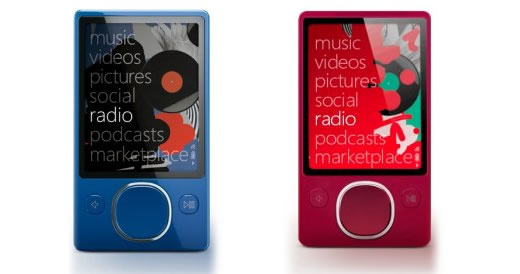 music
videos
pictures
social
radio
podcasts
marketplace
music
videos
pictures
social
radio
podcasts
marketplace